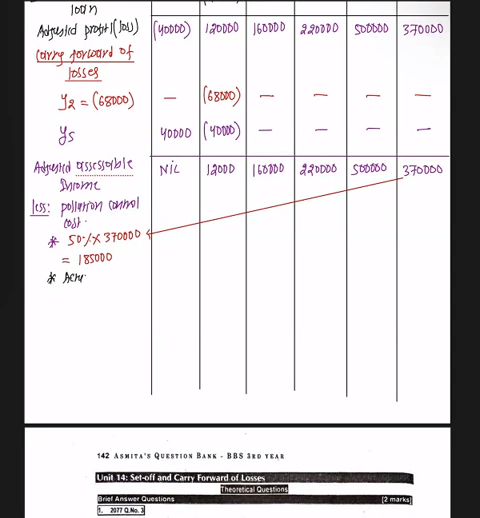 loan
Adjusted profit/(loss) (40000) 120000 160000 220000 500000 370000
Carry forward of
losses
Y2 = (68000) — (68000) — — — —
Y5 40000 (40000) — — — —
Adjusted assessible NIL 12000 160000 220000 500000 370000
Income
less: pollution control
cost.
* 50% X 370000
= 185000
* Actu
142 ASMITA'S QUESTION BANK - BBS 3RD YEAR
Unit 14: Set-off and Carry Forward of Losses
Theoretical Questions
Brief Answer Questions [2 marks]
1. 2077 Q.No. 3